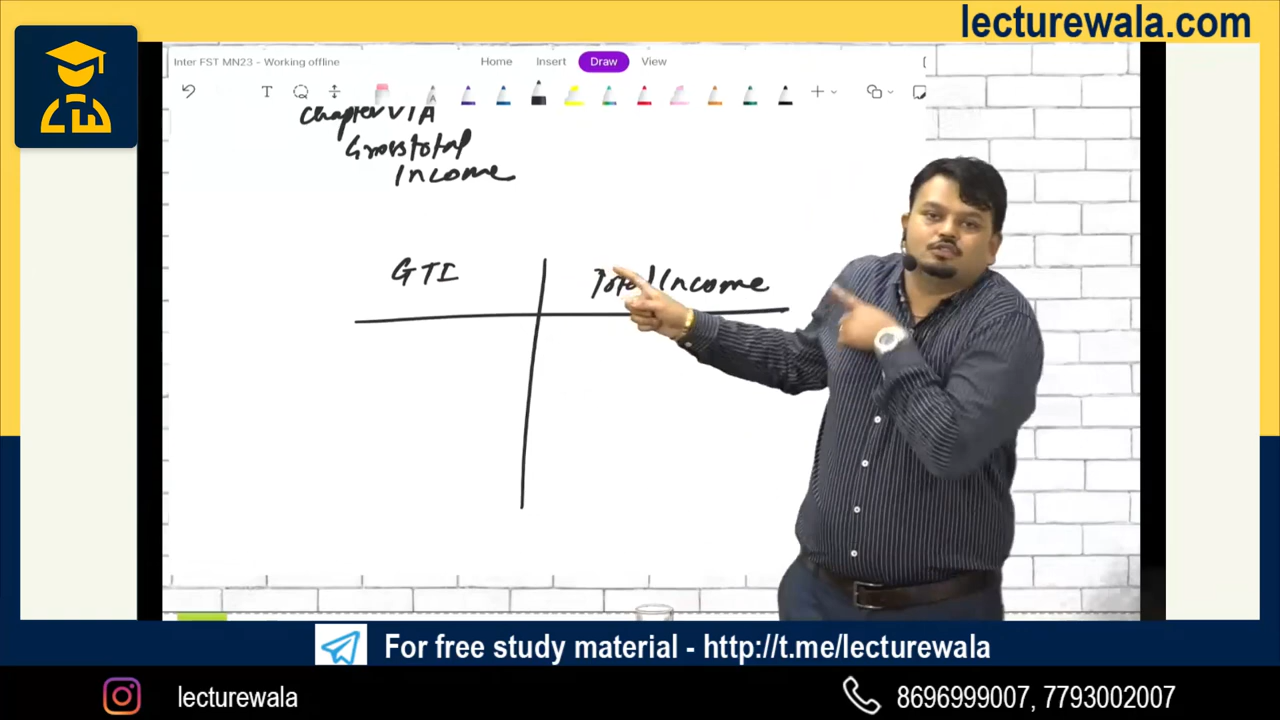 lecturewala.com
Inter FST MN23 - Working offline
Home
Insert
Draw
View
T
A
Chapter VIA
Gross total
Income
GTI
Total Income
For free study material - http://t.me/lecturewala
lecturewala
8696999007, 7793002007